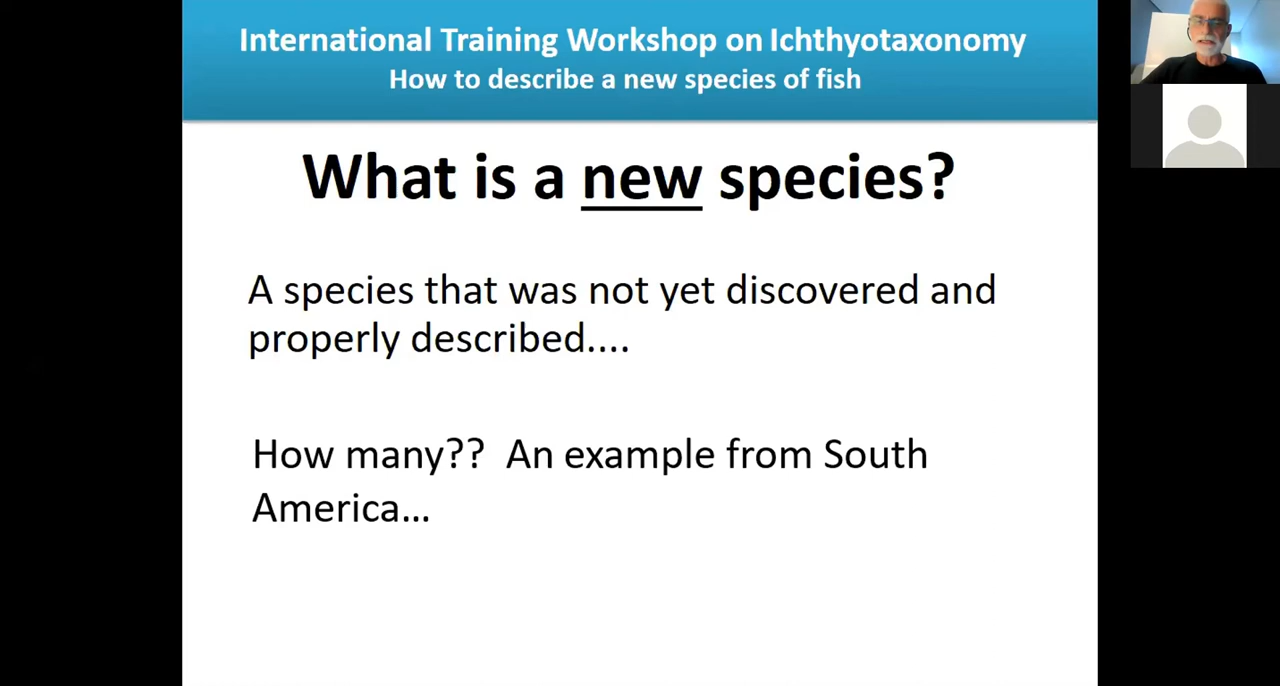 International Training Workshop on Ichthyotaxonomy
How to describe a new species of fish
What is a new species?
A species that was not yet discovered and
properly described....
How many?? An example from South
America...